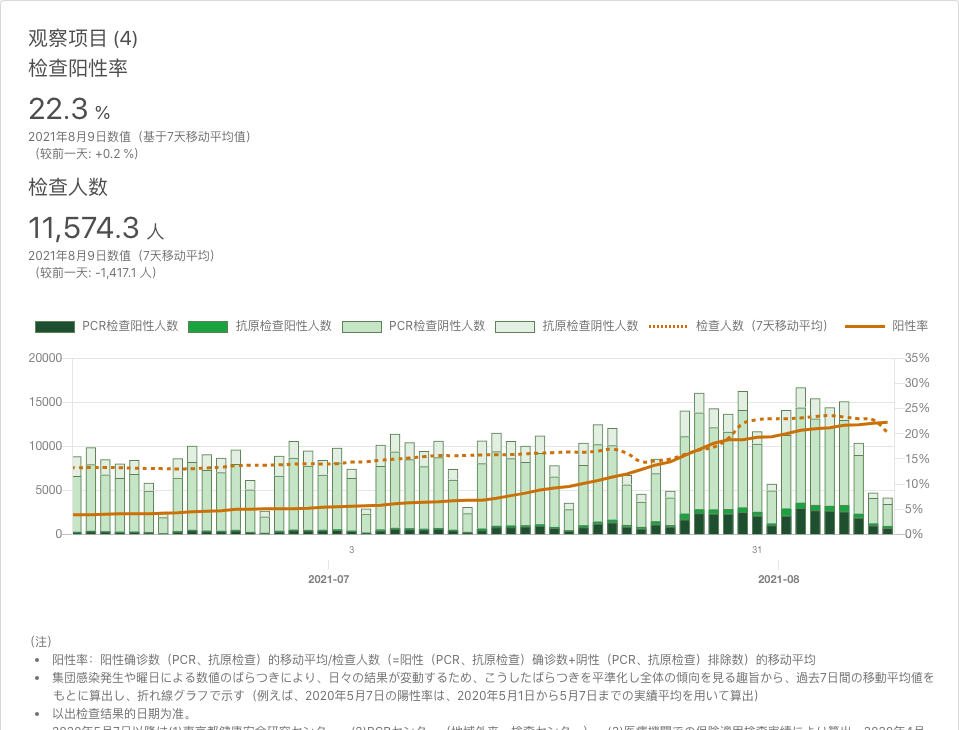 观察项目 (4)
检查阳性率
22.3 %
2021年8月9日数值（基于7天移动平均值）
（较前一天: +0.2 %)
检查人数
11,574.3 人
2021年8月9日数值（7天移动平均）
（较前一天: -1,417.1 人）
PCR检查阳性人数 抗原检查阳性人数 PCR检查阴性人数 抗原检查阴性人数 检查人数（7天移动平均） 阳性率
20000 35%
30%
15000 25%
20%
10000 15%
5000 10%
5%
0 0%
3 31
2021-07 2021-08
（注）
• 阳性率：阳性确诊数（PCR、抗原检查）的移动平均/检查人数（=阳性（PCR、抗原检查）确诊数+阴性（PCR、抗原检查）排除数）的移动平均
• 集団感染発生や曜日による数値のばらつきにより、日々の結果が変動するため、こうしたばらつきを平準化し全体の傾向を見る趣旨から、過去7日間の移動平均値を
もとに算出し、折れ線グラフで示す（例えば、2020年5月7日の陽性率は、2020年5月1日から5月7日までの実績平均を用いて算出）
• 以出检查结果的日期为准。